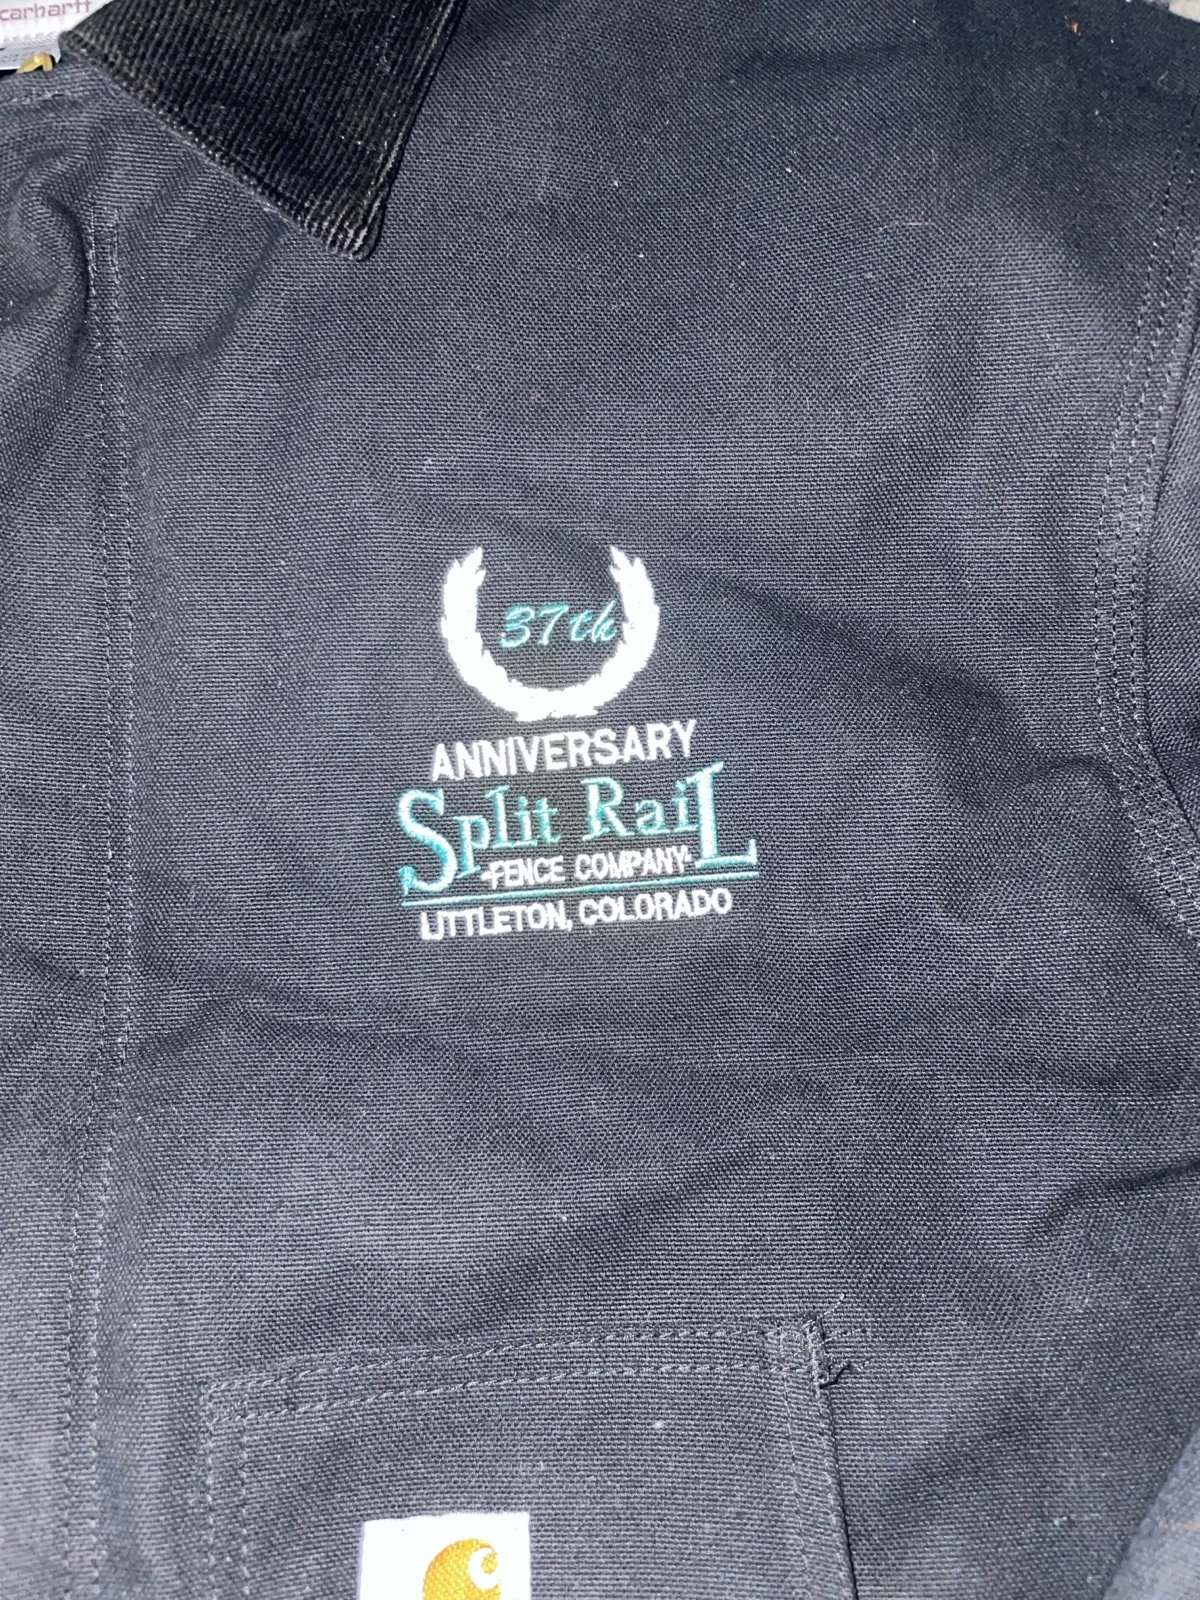 carhartt
37th
ANNIVERSARY
Split RaiL
-FENCE COMPANY-
LITTLETON, COLORADO